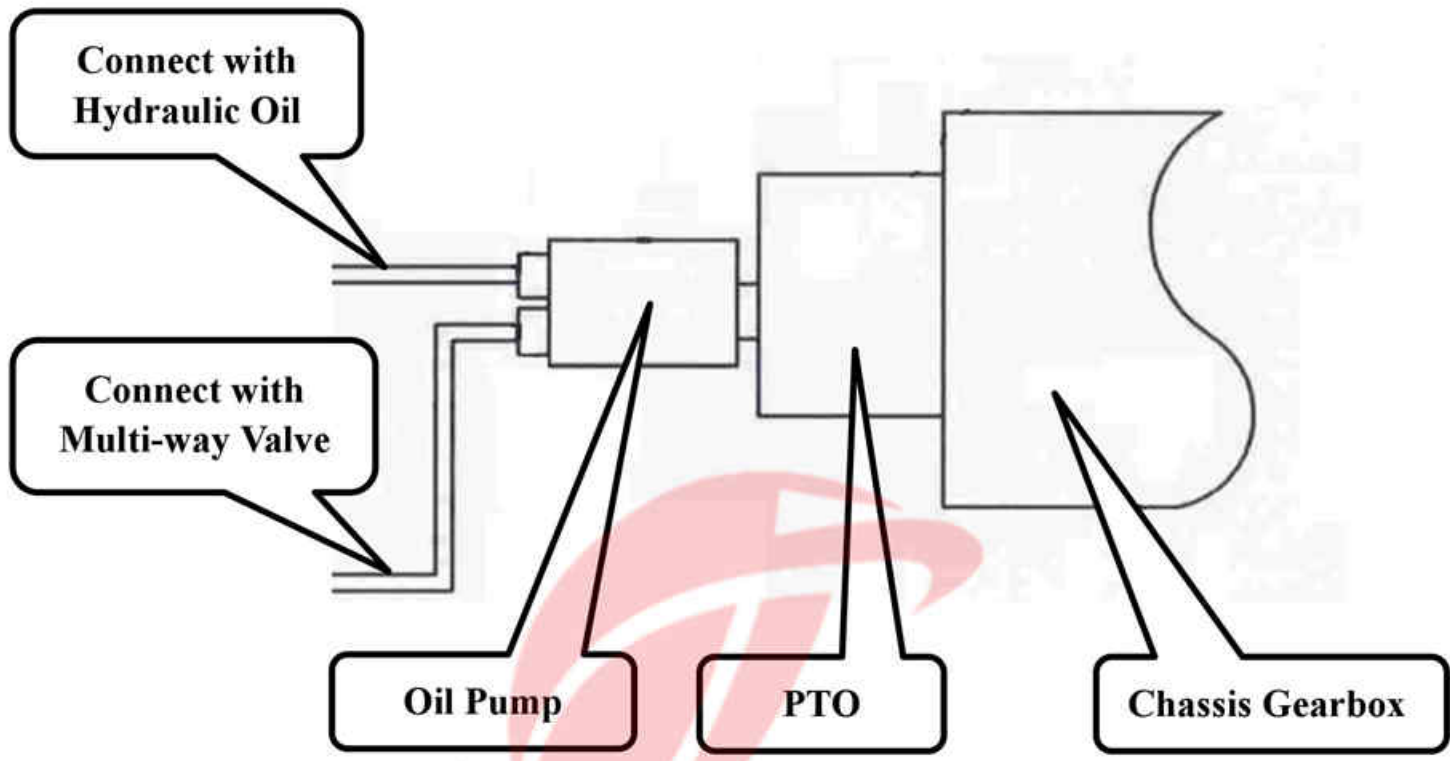 Connect with
Hydraulic Oil
Connect with
Multi-way Valve
Oil Pump
PTO
Chassis Gearbox